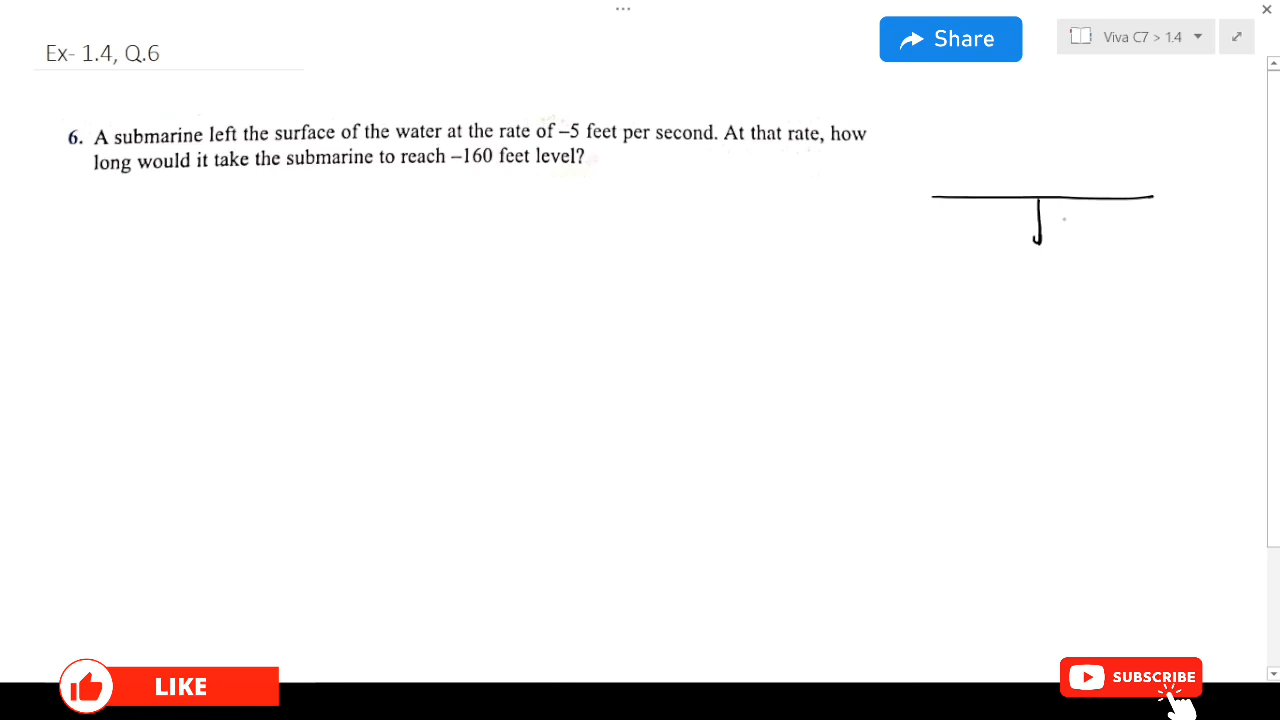 Ex- 1.4, Q.6
Share
Viva C7 > 1.4
6. A submarine left the surface of the water at the rate of –5 feet per second. At that rate, how
long would it take the submarine to reach –160 feet level?
LIKE
SUBSCRIBE